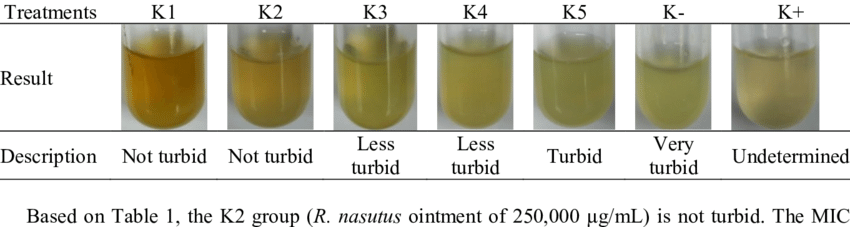 Treatments K1 K2 K3 K4 K5 K- K+
Result
Description Not turbid Not turbid Less turbid Less turbid Turbid Very turbid Undetermined
Based on Table 1, the K2 group (R. nasutus ointment of 250,000 μg/mL) is not turbid. The MIC